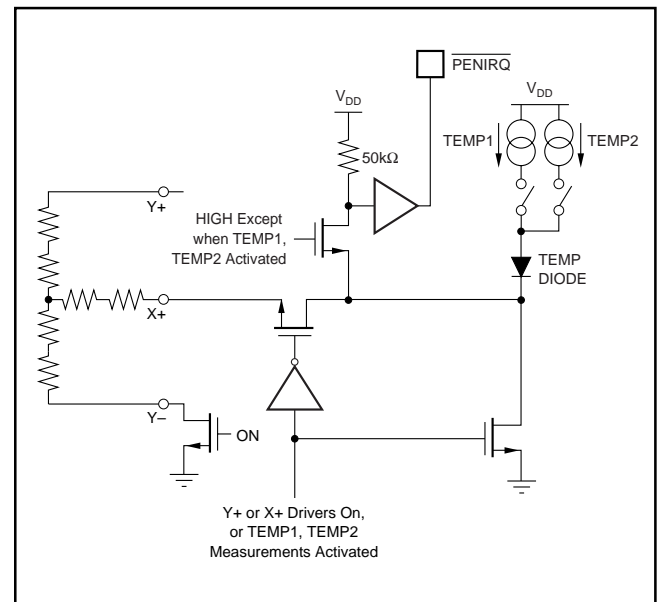 PENIRQ
VDD
VDD
TEMP1
TEMP2
50kΩ
Y+
HIGH Except
when TEMP1,
TEMP2 Activated
TEMP
DIODE
X+
Y–
ON
Y+ or X+ Drivers On,
or TEMP1, TEMP2
Measurements Activated